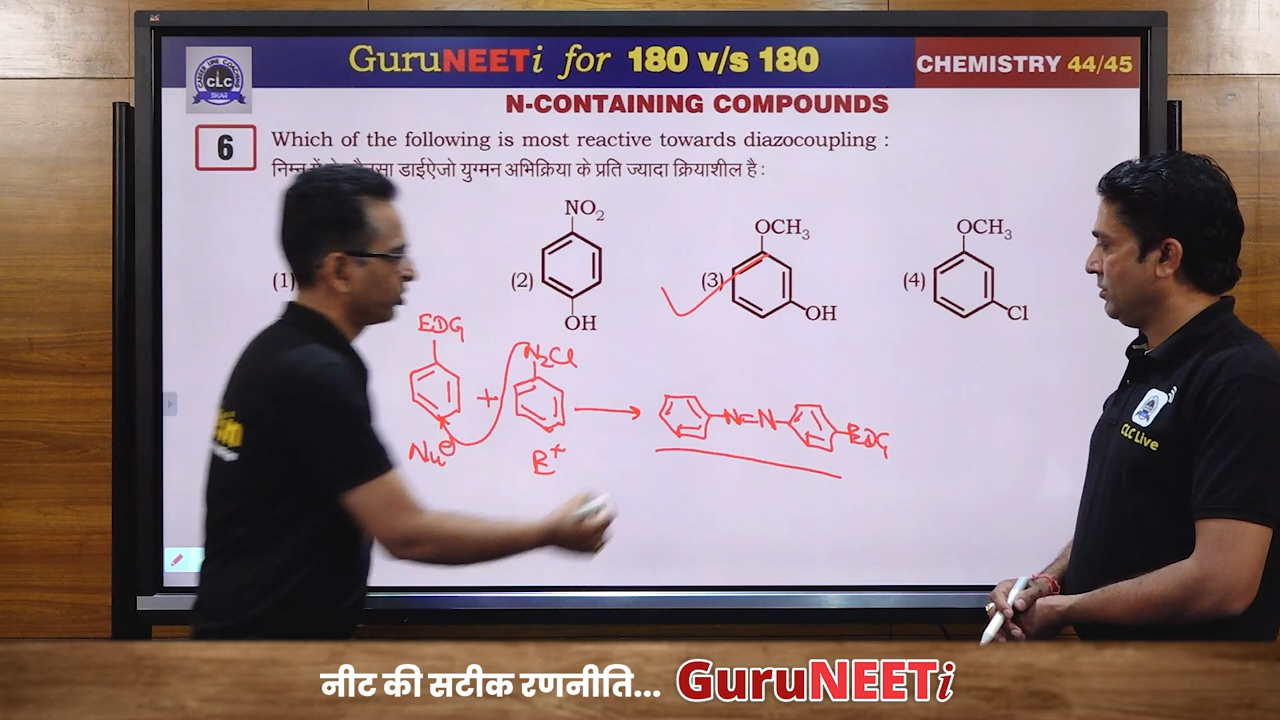 GuruNEETi for 180 v/s 180
CHEMISTRY 44/45
CLC
SIKAR
N-CONTAINING COMPOUNDS
6
Which of the following is most reactive towards diazocoupling :
निम्न डाईऐजो युग्मन अभिक्रिया के प्रति ज्यादा क्रियाशील है :
(1)
(2)
NO2
OH
(3)
OCH3
OH
(4)
OCH3
Cl
EDG
+
N2Cl
Nu⊖
E+
N=N
EDG
CLC Live
नीट की सटीक रणनीति... GuruNEETi